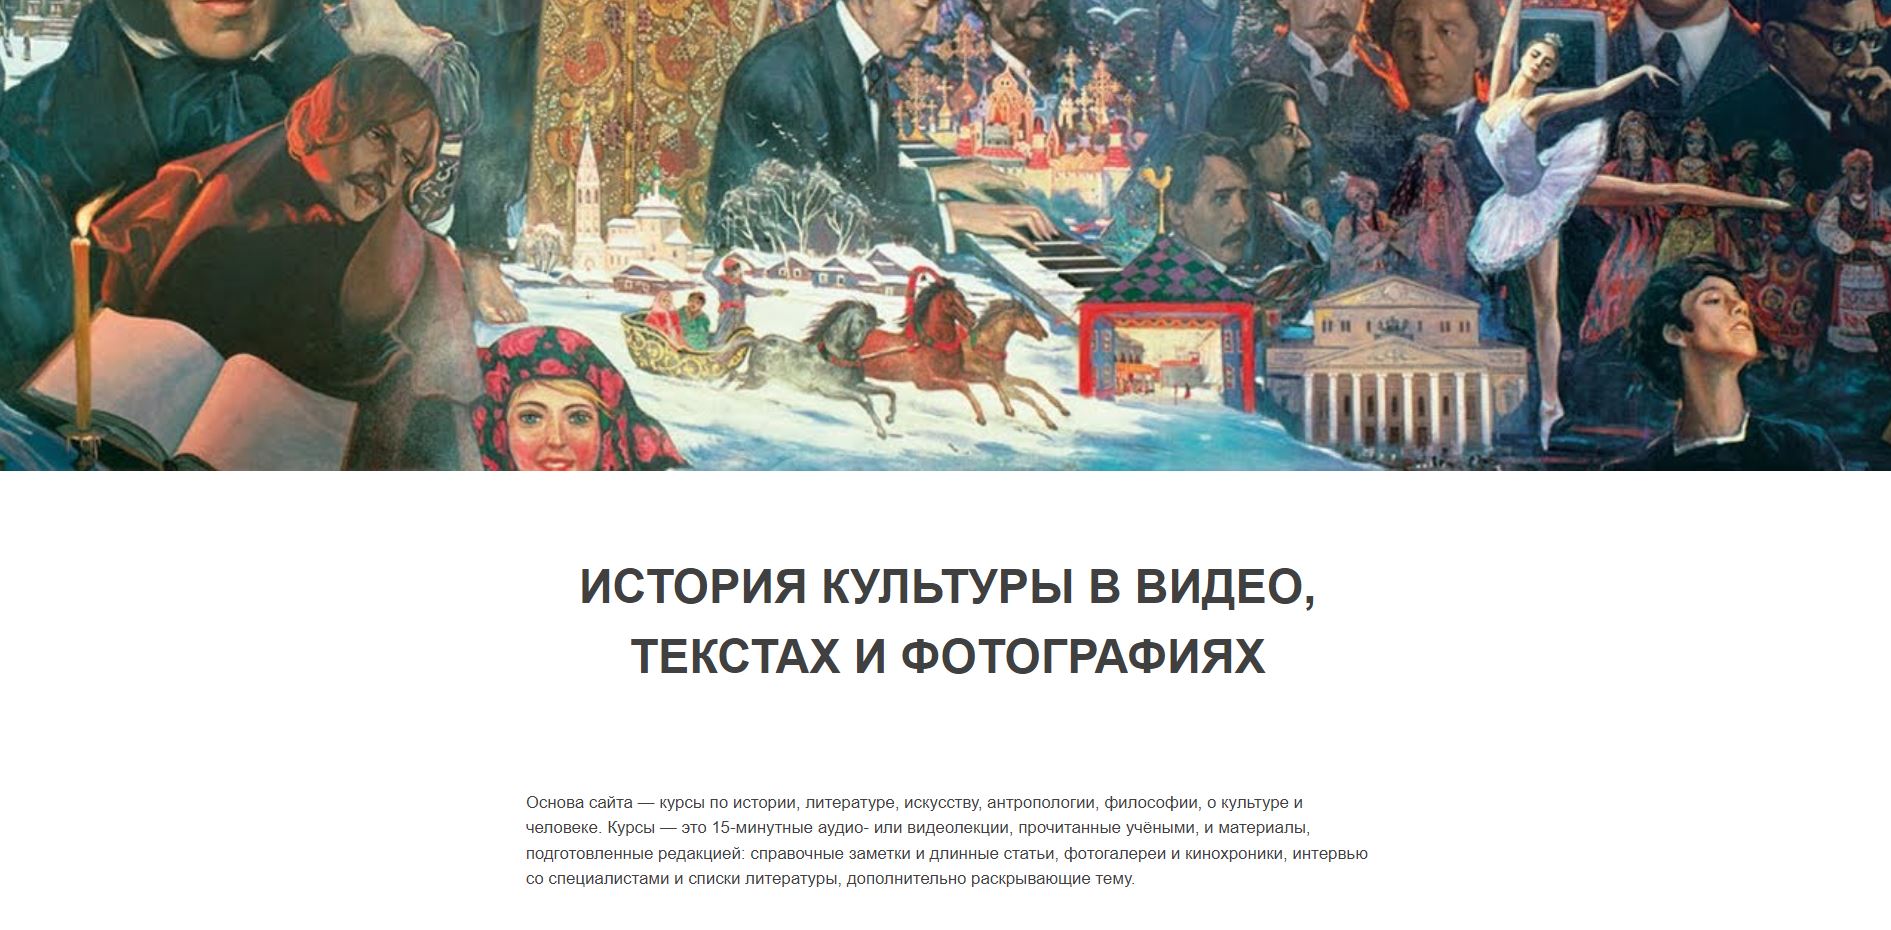 ИСТОРИЯ КУЛЬТУРЫ В ВИДЕО,
ТЕКСТАХ И ФОТОГРАФИЯХ
Основа сайта — курсы по истории, литературе, искусству, антропологии, философии, о культуре и
человеке. Курсы — это 15-минутные аудио- или видеолекции, прочитанные учёными, и материалы,
подготовленные редакцией: справочные заметки и длинные статьи, фотогалереи и кинохроники, интервью
со специалистами и списки литературы, дополнительно раскрывающие тему.